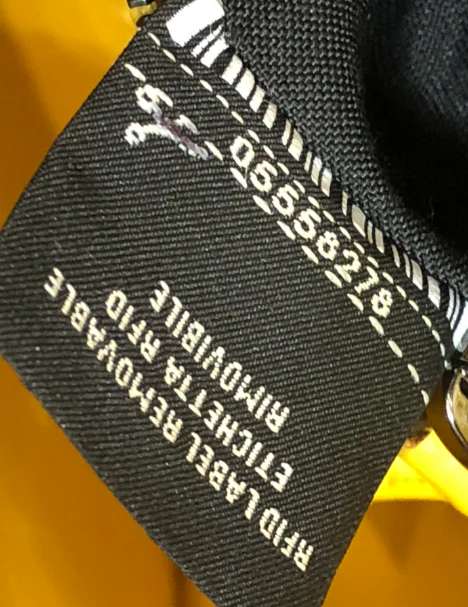 05558278
RFID LABEL REMOVABLE
ETICHETTA RFID
RIMOVIBILE